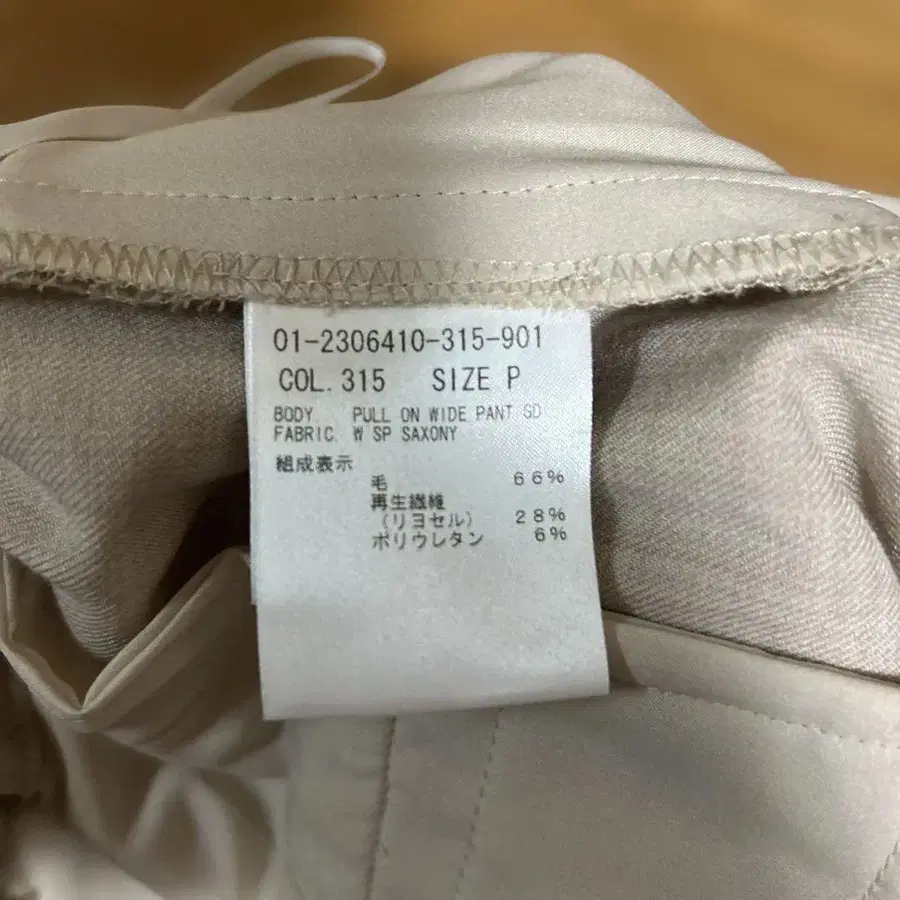 01-2306410-315-901
COL. 315 SIZE P
BODY PULL ON WIDE PANT SD
FABRIC W SP SAXONY
組成表示
毛 66%
再生繊維
(リヨセル) 28%
ポリウレタン 6%